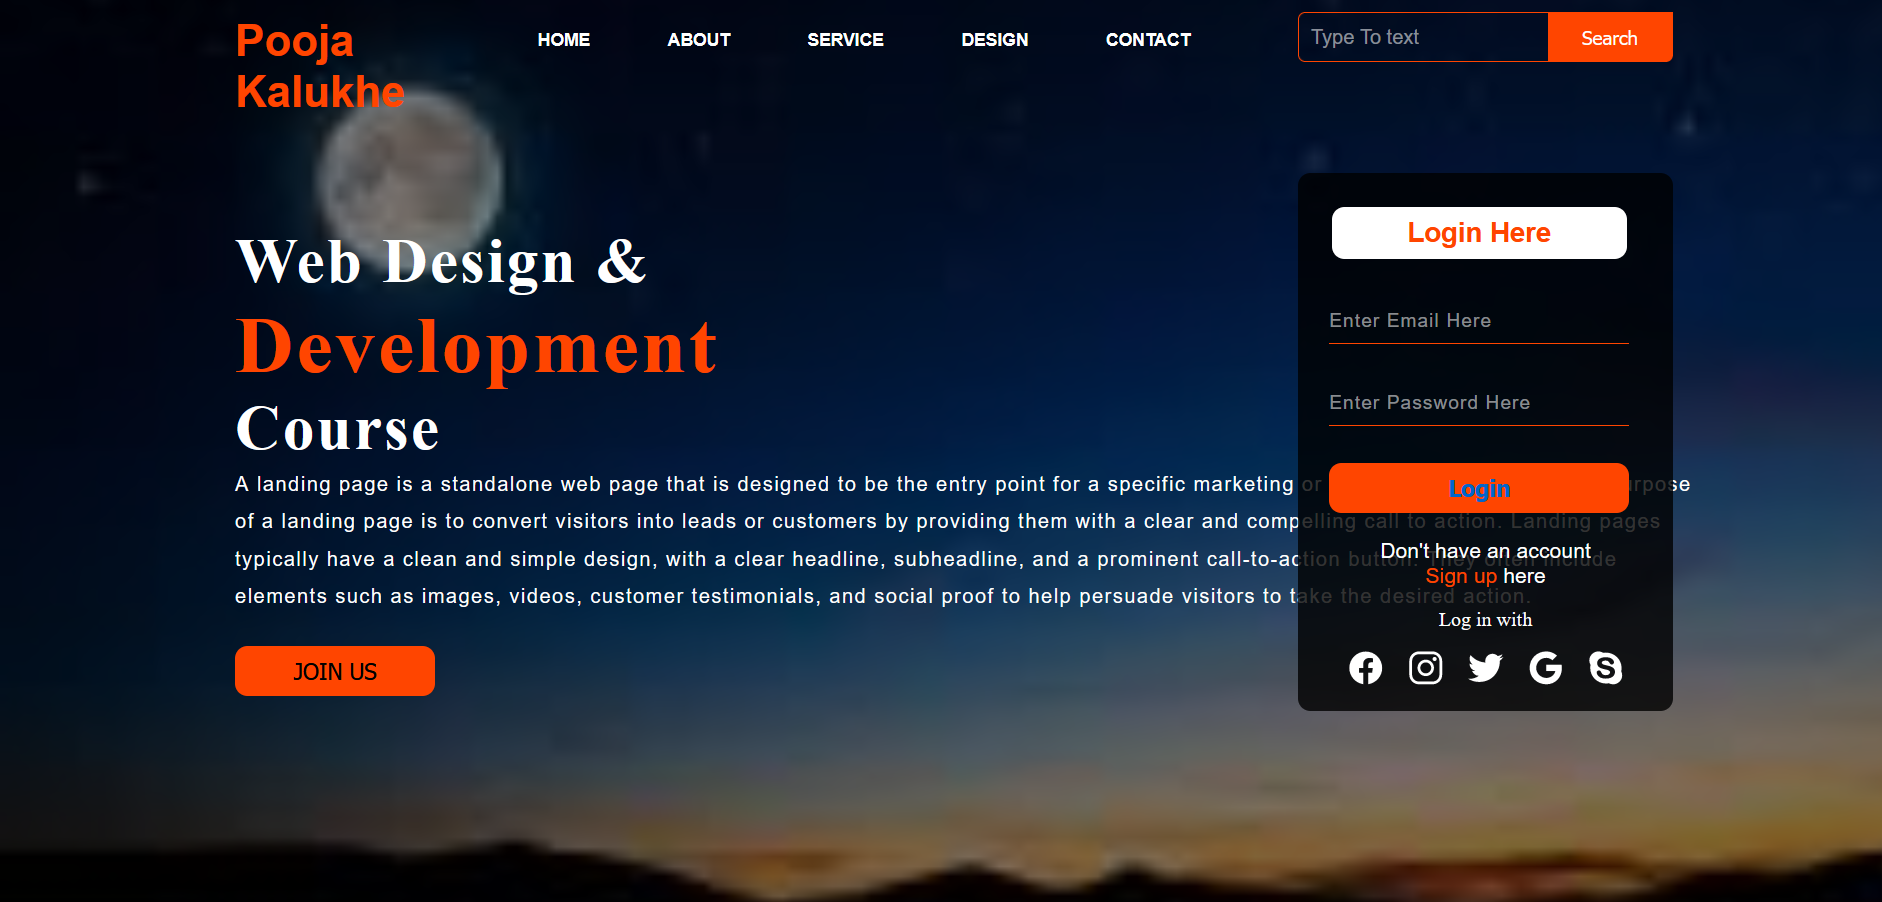 Pooja
Kalukhe
HOME ABOUT SERVICE DESIGN CONTACT
Type To text
Search
Web Design &
Development
Course
A landing page is a standalone web page that is designed to be the entry point for a specific marketing or rpose
of a landing page is to convert visitors into leads or customers by providing them with a clear and compelling call to action. Landing pages
typically have a clean and simple design, with a clear headline, subheadline, and a prominent call-to-action button. They often include
elements such as images, videos, customer testimonials, and social proof to help persuade visitors to take the desired action.
JOIN US
Login Here
Enter Email Here
Enter Password Here
Login
Don't have an account
Sign up here
Log in with